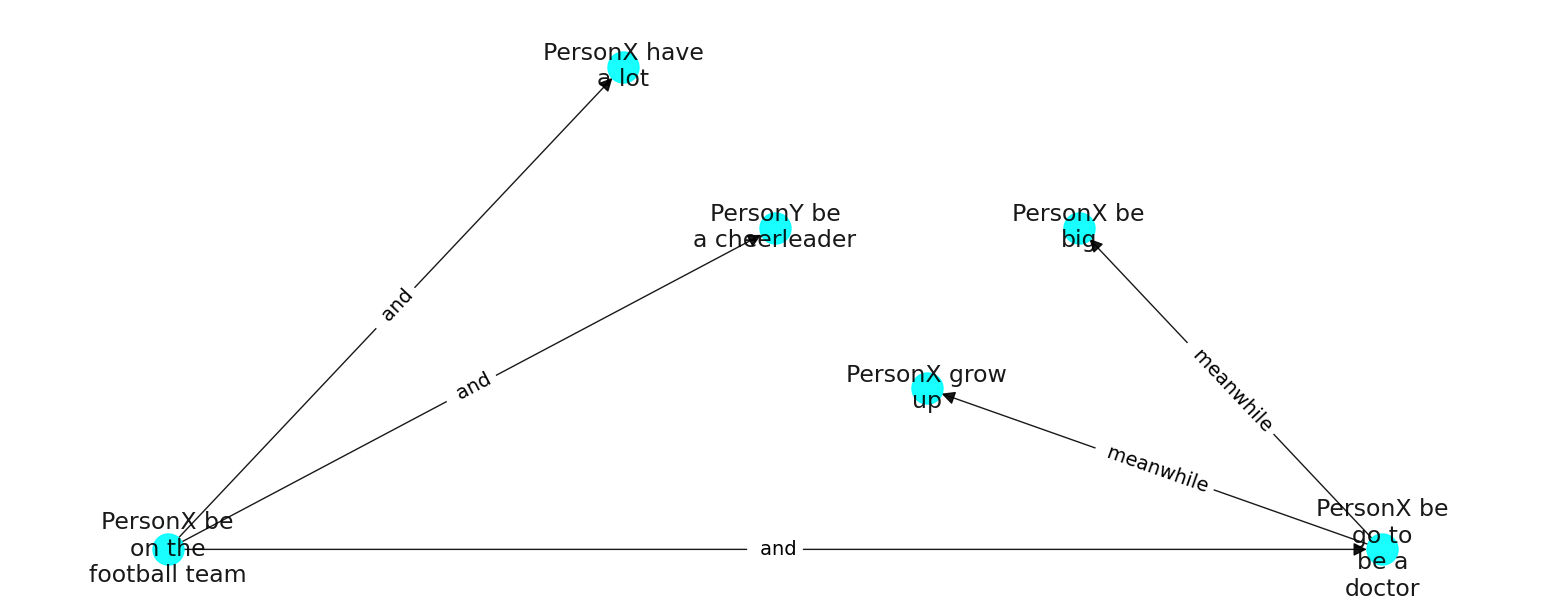 PersonX have
a lot
PersonY be
a cheerleader
PersonX be
big
and
meanwhile
and
PersonX grow
up
meanwhile
PersonX be
on the
football team
and
PersonX be
go to
be a
doctor